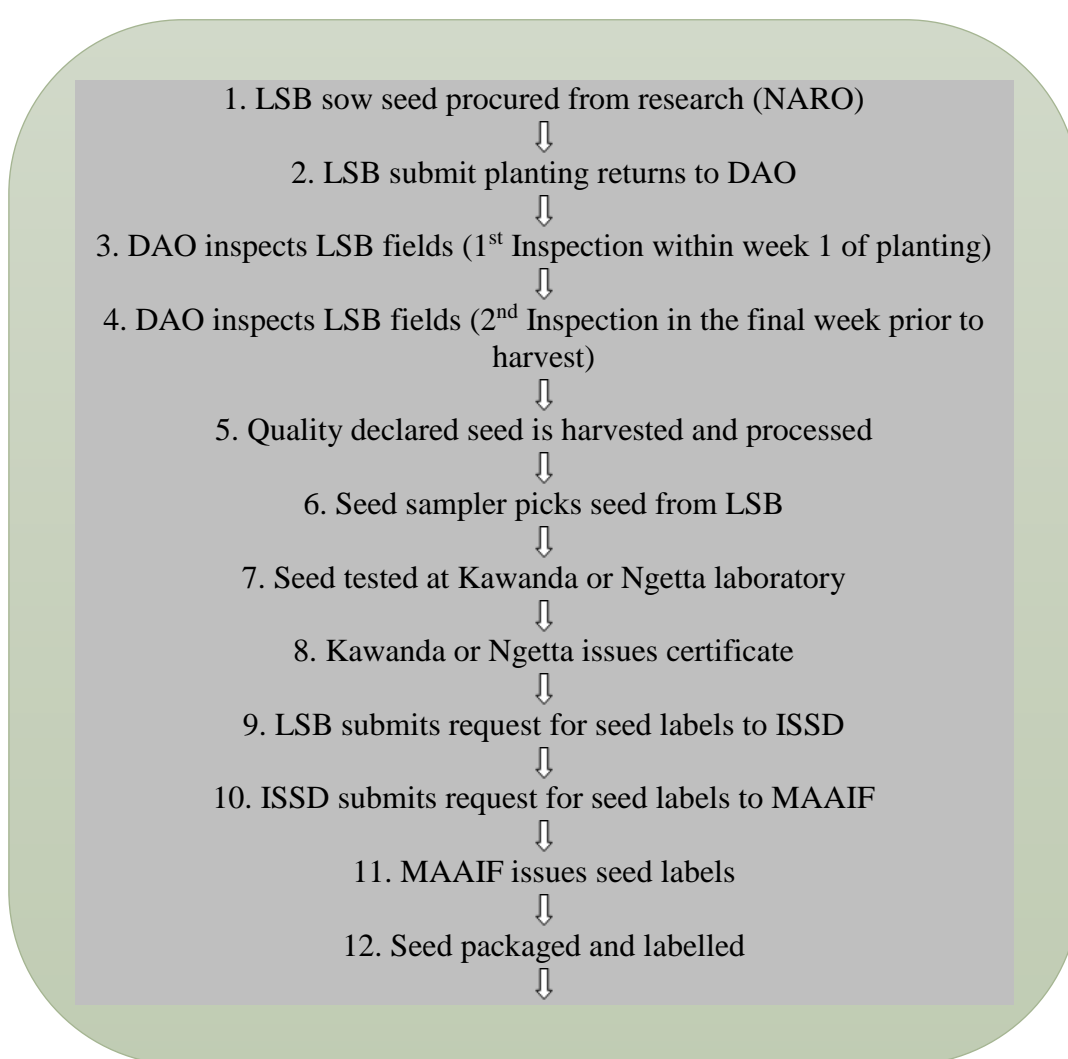 1. LSB sow seed procured from research (NARO)
2. LSB submit planting returns to DAO
3. DAO inspects LSB fields (1st Inspection within week 1 of planting)
4. DAO inspects LSB fields (2nd Inspection in the final week prior to
harvest)
5. Quality declared seed is harvested and processed
6. Seed sampler picks seed from LSB
7. Seed tested at Kawanda or Ngetta laboratory
8. Kawanda or Ngetta issues certificate
9. LSB submits request for seed labels to ISSD
10. ISSD submits request for seed labels to MAAIF
11. MAAIF issues seed labels
12. Seed packaged and labelled